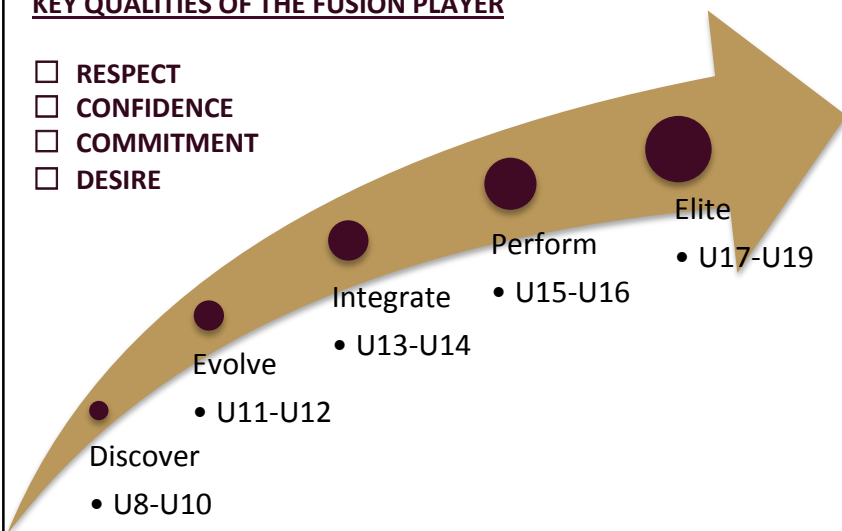 KEY QUALITIES OF THE FUSION PLAYER
☐ RESPECT
☐ CONFIDENCE
☐ COMMITMENT
☐ DESIRE
Elite
• U17-U19
Perform
• U15-U16
Integrate
• U13-U14
Evolve
• U11-U12
Discover
• U8-U10